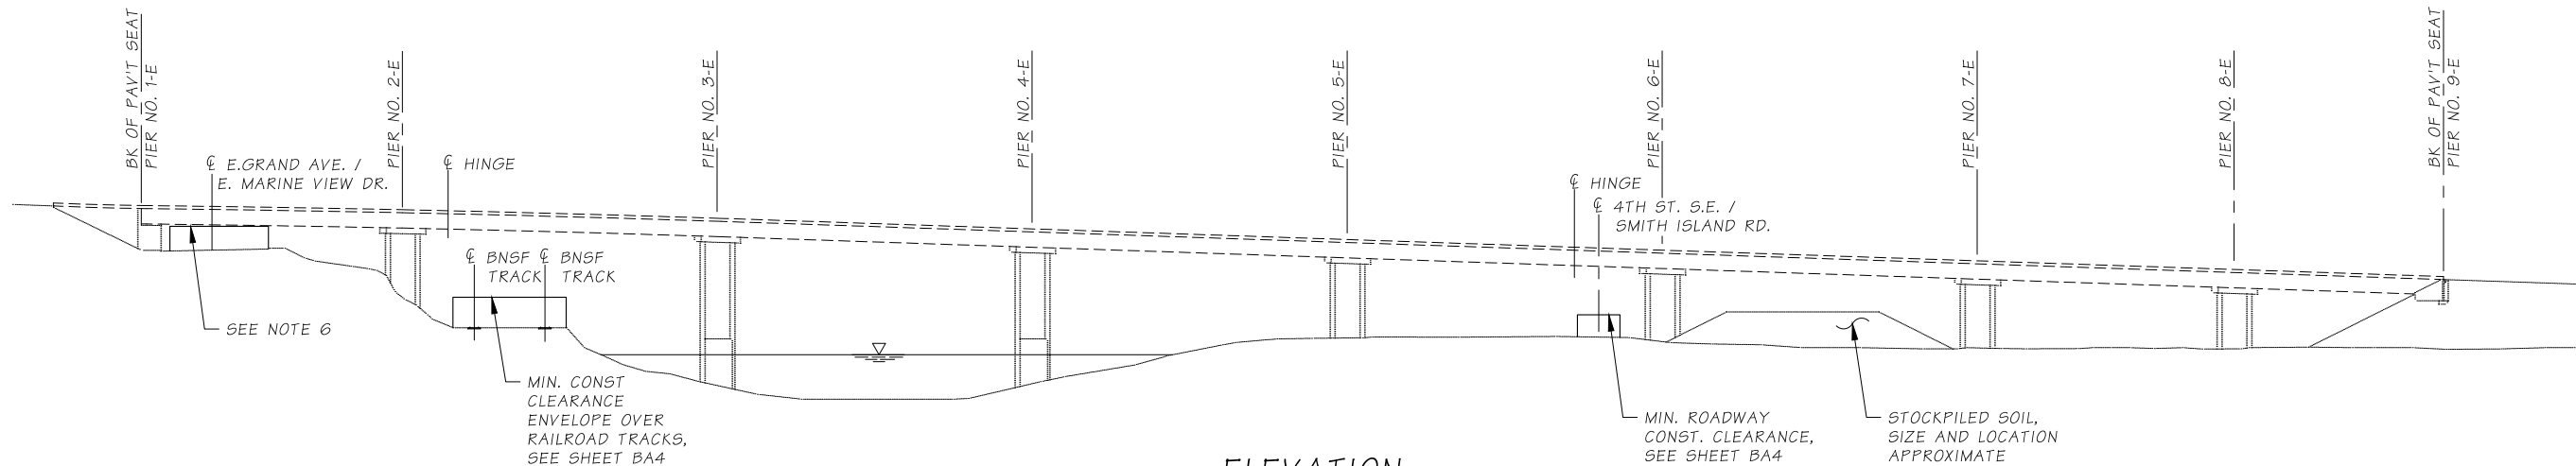 BK OF PAV'T SEAT
PIER NO. 1-E
PIER NO. 2-E
PIER NO. 3-E
PIER NO. 4-E
PIER NO. 5-E
PIER NO. 6-E
PIER NO. 7-E
PIER NO. 8-E
BK OF PAV'T SEAT
PIER NO. 9-E
℄ E.GRAND AVE. /
E. MARINE VIEW DR.
℄ HINGE
℄ HINGE
℄ 4TH ST. S.E. /
SMITH ISLAND RD.
℄ BNSF
TRACK
℄ BNSF
TRACK
SEE NOTE 6
MIN. CONST
CLEARANCE
ENVELOPE OVER
RAILROAD TRACKS,
SEE SHEET BA4
MIN. ROADWAY
CONST. CLEARANCE,
SEE SHEET BA4
STOCKPILED SOIL,
SIZE AND LOCATION
APPROXIMATE
ELEVATION